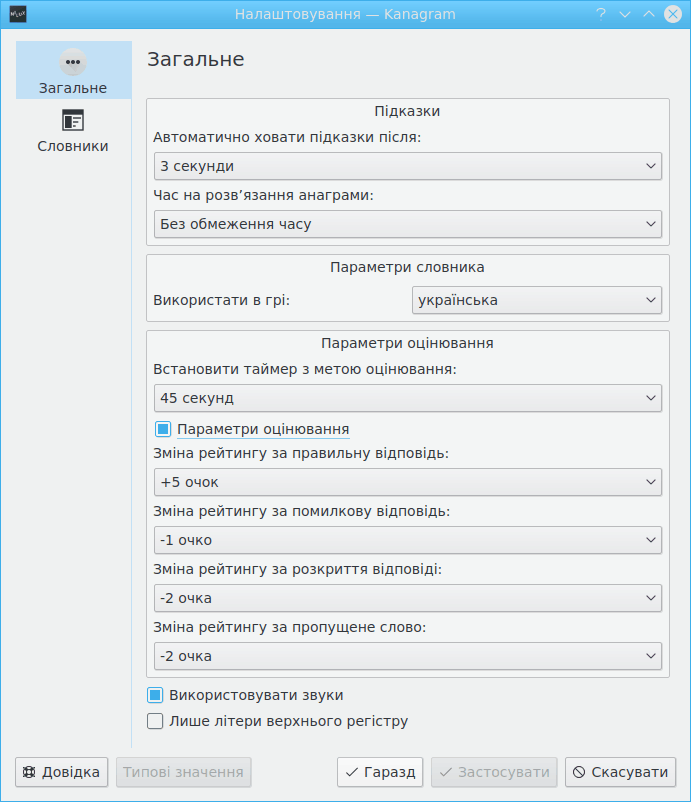 Налаштовування — Kanagram
Загальне
Словники
Загальне
Підказки
Автоматично ховати підказки після:
3 секунди
Час на розв’язання анаграми:
Без обмеження часу
Параметри словника
Використати в грі:
українська
Параметри оцінювання
Встановити таймер з метою оцінювання:
45 секунд
Параметри оцінювання
Зміна рейтингу за правильну відповідь:
+5 очок
Зміна рейтингу за помилкову відповідь:
-1 очко
Зміна рейтингу за розкриття відповіді:
-2 очка
Зміна рейтингу за пропущене слово:
-2 очка
Використовувати звуки
Лише літери верхнього регістру
Довідка
Типові значення
Гаразд
Застосувати
Скасувати